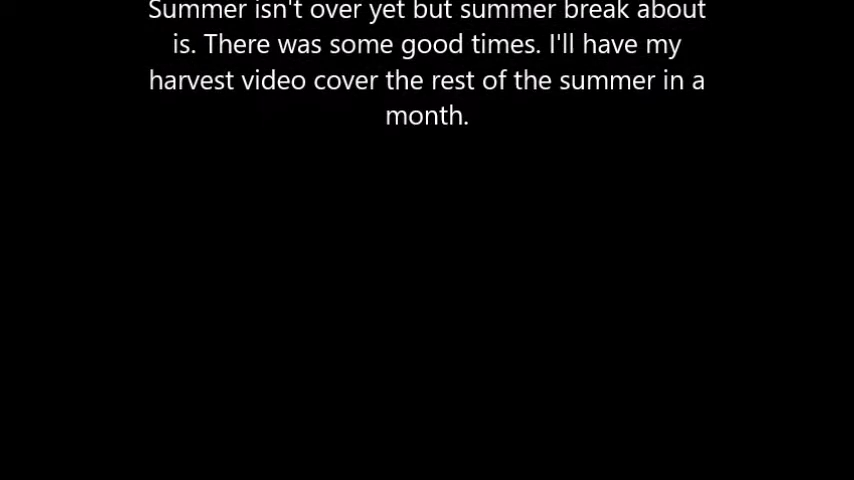 Summer isn't over yet but summer break about
is. There was some good times. I'll have my
harvest video cover the rest of the summer in a
month.